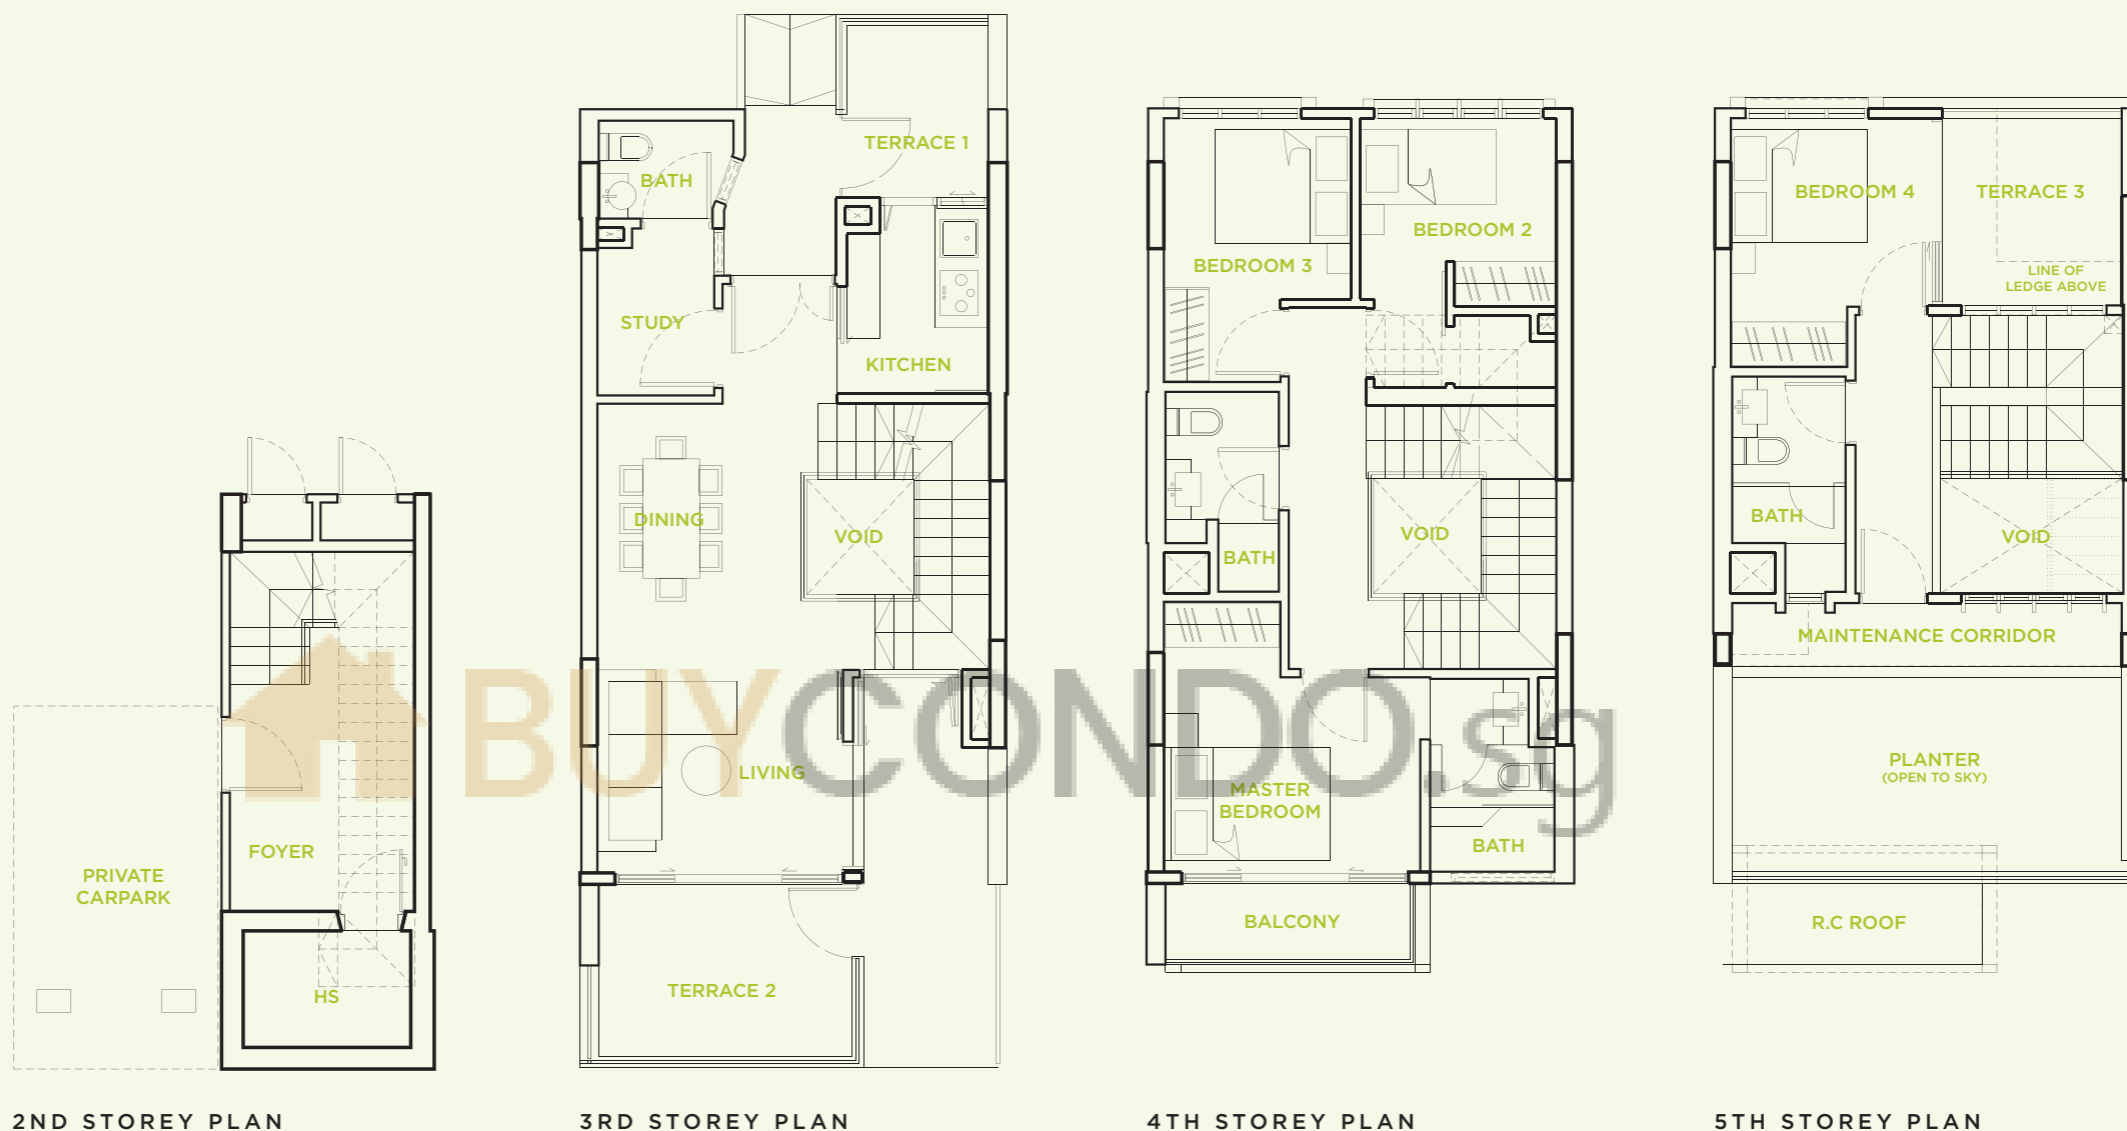 PRIVATE
CARPARK
FOYER
HS
2ND STOREY PLAN
TERRACE 1
BATH
STUDY
KITCHEN
DINING
VOID
LIVING
TERRACE 2
3RD STOREY PLAN
BEDROOM 3
BEDROOM 2
BATH
VOID
MASTER
BEDROOM
BATH
BALCONY
4TH STOREY PLAN
BEDROOM 4
TERRACE 3
LINE OF
LEDGE ABOVE
BATH
VOID
MAINTENANCE CORRIDOR
PLANTER
(OPEN TO SKY)
R.C ROOF
5TH STOREY PLAN
BUYCONDO.sg